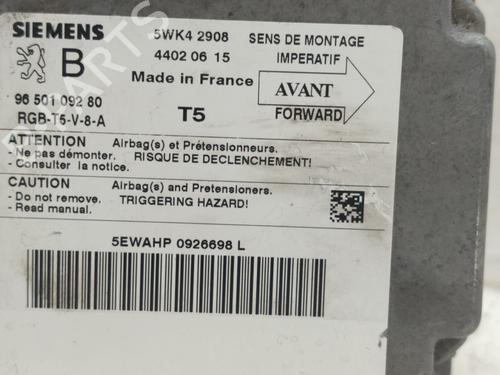 SIEMENS
5WK4 2908
SENS DE MONTAGE
B
44020 06 15
IMPERATIF
Made in France
AVANT
96 501 092 80
T5
FORWARD
RGB-T5-V-8-A
ATTENTION Airbag(s) et Prétensionneurs.
- Ne pas démonter. RISQUE DE DECLENCHEMENT!
- Consulter la notice.
CAUTION Airbag(s) and Pretensioners.
- Do not remove. TRIGGERING HAZARD!
- Read manual.
5EWAHP 0926698 L